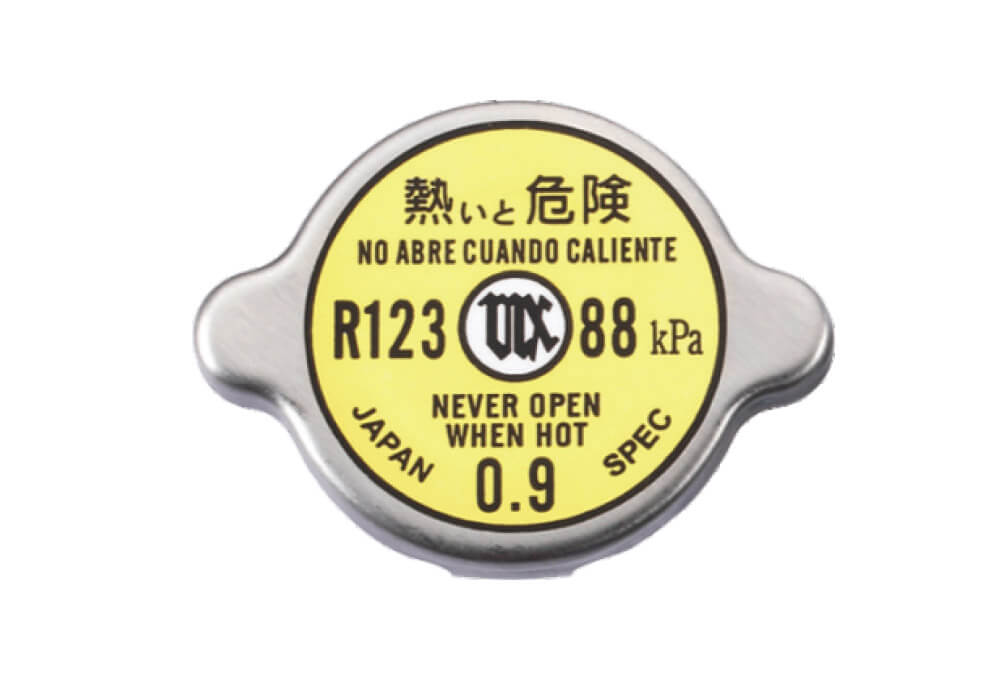 熱いと危険
NO ABRE CUANDO CALIENTE
R123
88 kPa
NEVER OPEN
WHEN HOT
JAPAN SPEC
0.9